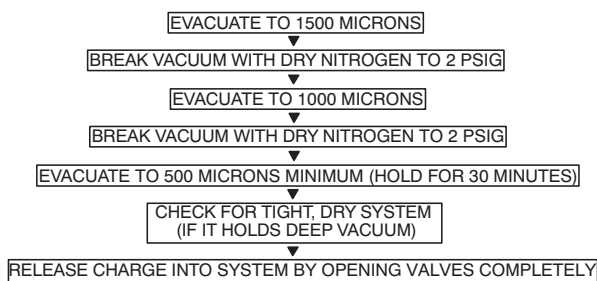 EVACUATE TO 1500 MICRONS
BREAK VACUUM WITH DRY NITROGEN TO 2 PSIG
EVACUATE TO 1000 MICRONS
BREAK VACUUM WITH DRY NITROGEN TO 2 PSIG
EVACUATE TO 500 MICRONS MINIMUM (HOLD FOR 30 MINUTES)
CHECK FOR TIGHT, DRY SYSTEM
(IF IT HOLDS DEEP VACUUM)
RELEASE CHARGE INTO SYSTEM BY OPENING VALVES COMPLETELY